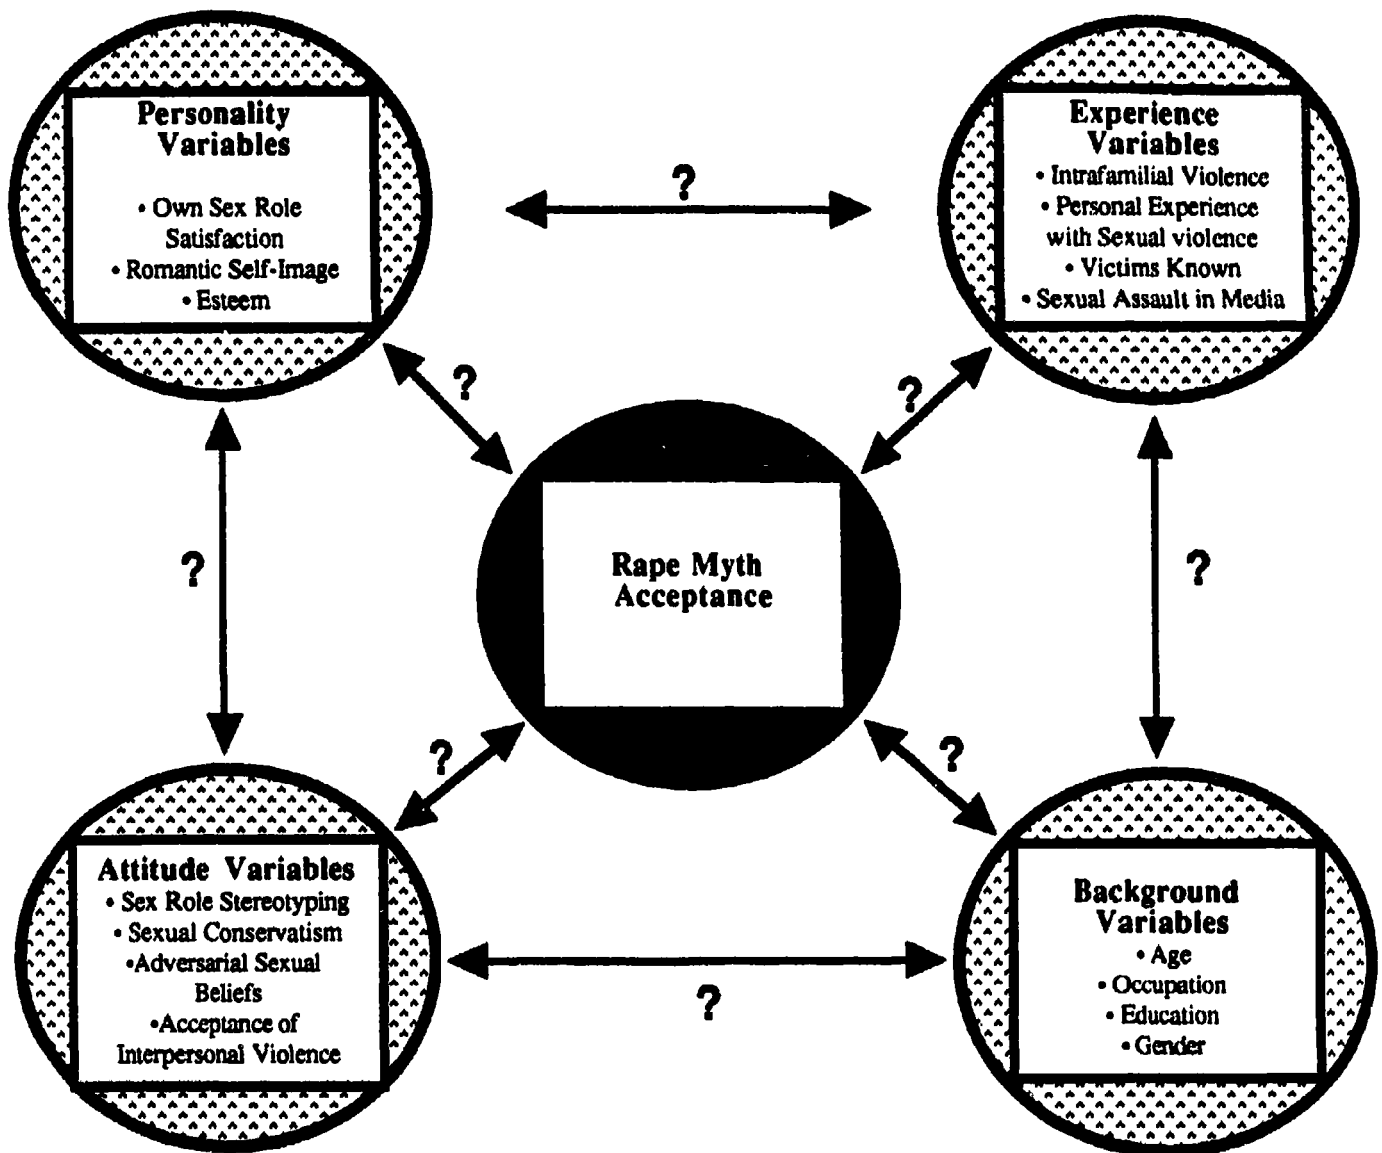 Personality
Variables
• Own Sex Role
Satisfaction
• Romantic Self-Image
• Esteem
?
Experience
Variables
• Intrafamilial Violence
• Personal Experience
with Sexual violence
• Victims Known
• Sexual Assault in Media
?
?
Rape Myth
Acceptance
?
?
?
?
Attitude Variables
• Sex Role Stereotyping
• Sexual Conservatism
•Adversarial Sexual
Beliefs
•Acceptance of
Interpersonal Violence
?
Background
Variables
• Age
• Occupation
• Education
• Gender